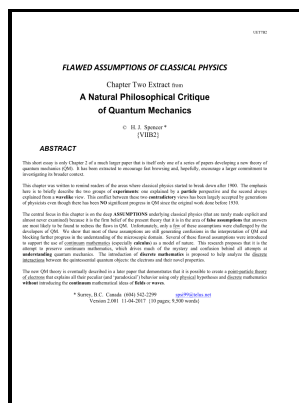 FLAWED ASSUMPTIONS OF CLASSICAL PHYSICS
Chapter Two Extract from
A Natural Philosophical Critique
of Quantum Mechanics
© H. J. Spencer *
[VIIB2]
ABSTRACT
This short essay is only Chapter 2 of a much larger paper that is itself only one of a series of papers developing a new theory of
quantum mechanics (QM). It has been extracted to encourage fast browsing and, hopefully, encourage a larger commitment
to investigating its broader context.
This chapter was written to remind readers of the areas where classical physics started to break down after 1900. The emphasis
here is to briefly describe the two groups of experiments: one explained by a particle perspective and the second always
explained from a wavelike view. This conflict between these two contradictory views has been largely accepted by generations
of physicists even though there has been NO significant progress in QM since the original work done before 1930.
The central focus in this chapter is on the deep ASSUMPTIONS underlying classical physics (that are rarely made explicit and
almost never examined) because it is the firm belief of the present theory that it is in the area of false assumptions that answers
are most likely to be found to redress the flaws in QM. Unfortunately, only a few of these assumptions were challenged by the
developers of QM. We show that most of these assumptions are still generating confusions in the interpretation of QM and
blocking further progress in the understanding of the microscopic domain. Several of these flawed assumptions were introduced
to support the use of continuum mathematics (especially calculus) as a model of nature. This research proposes that it is the
attempt to preserve continuum mathematics, which driver much of the mystery and confusion behind all attempts at
understanding quantum mechanics. The introduction of discrete mathematics is proposed to help analyze the discrete
interactions between the quintessential quantum objects: the electrons and their novel properties.
The new QM theory is eventually described in a later paper that demonstrates that it is possible to create a point-particle theory
of electrons that explains all their peculiar (and 'paradoxical') behavior using only physical hypotheses and discrete mathematics
without introducing the continuum mathematical ideas of fields or waves.
* Surrey, B.C. Canada (604) 542-2299 spsi99@telus.net
Version 2.001 11-04-2017 [10 pages; 9,500 words]